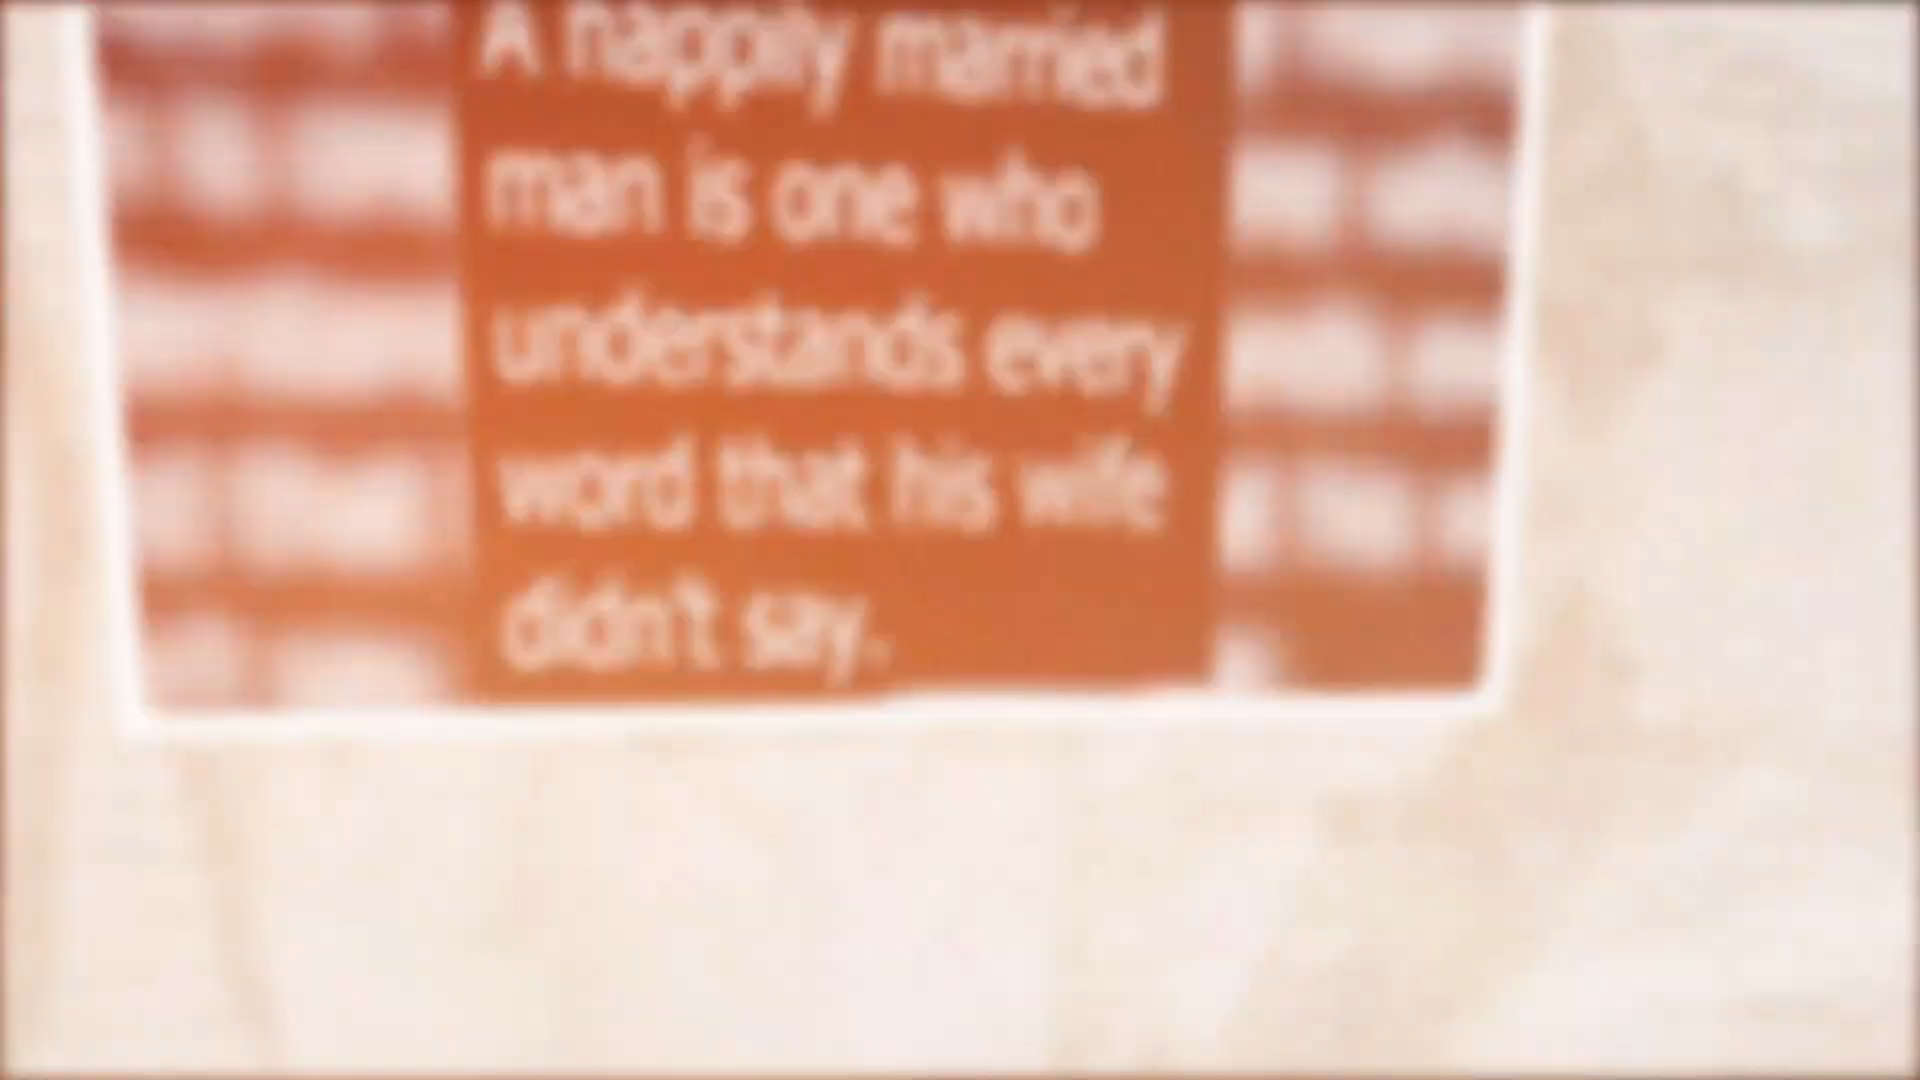 A happily married
man is one who
understands every
word that his wife
didn't say.